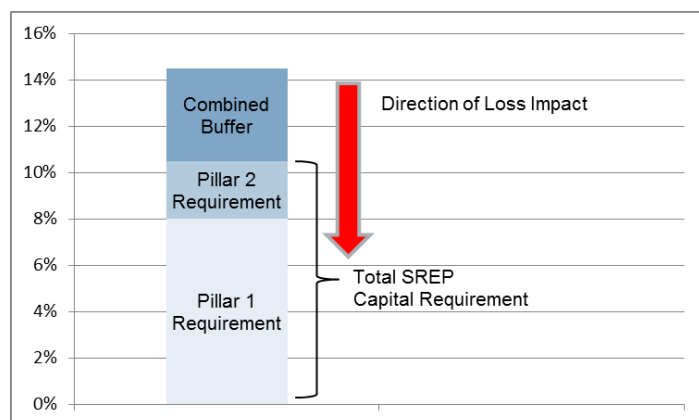 16%
14%
12%
10%
8%
6%
4%
2%
0%
Combined
Buffer
Pillar 2
Requirement
Pillar 1
Requirement
Direction of Loss Impact
Total SREP
Capital Requirement